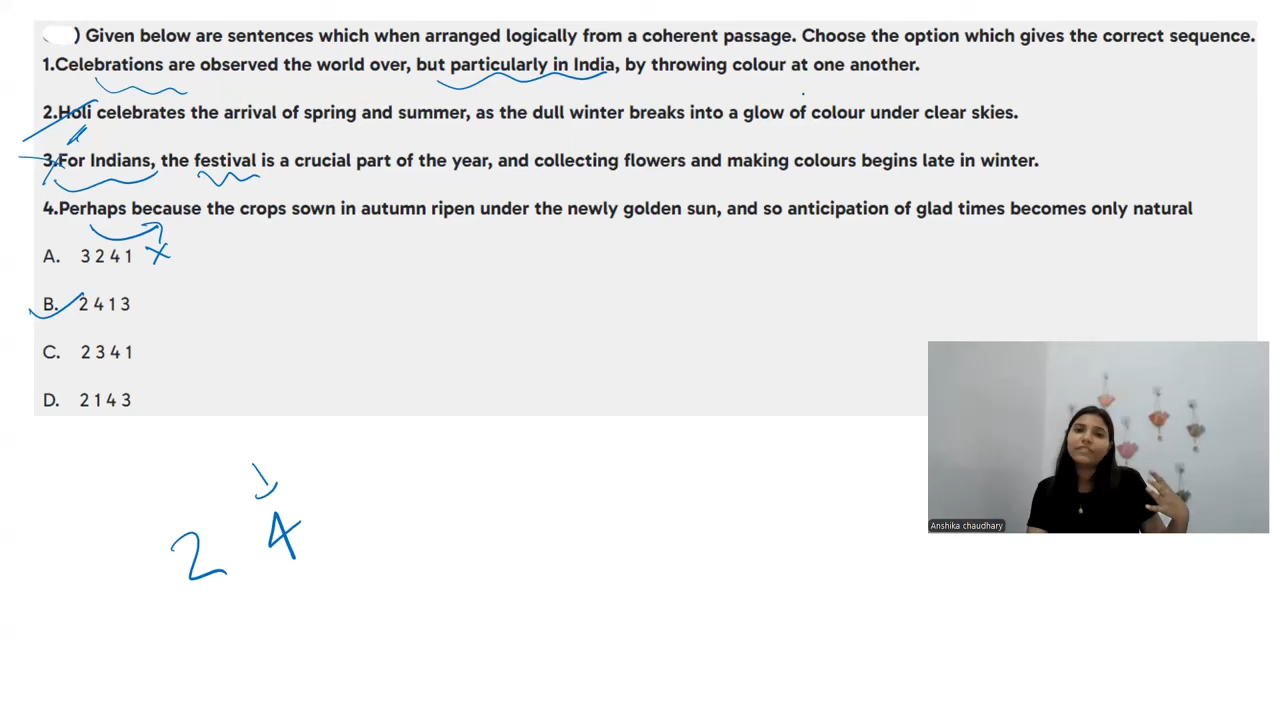 ) Given below are sentences which when arranged logically from a coherent passage. Choose the option which gives the correct sequence.
1.Celebrations are observed the world over, but particularly in India, by throwing colour at one another.
2.Holi celebrates the arrival of spring and summer, as the dull winter breaks into a glow of colour under clear skies.
3.For Indians, the festival is a crucial part of the year, and collecting flowers and making colours begins late in winter.
4.Perhaps because the crops sown in autumn ripen under the newly golden sun, and so anticipation of glad times becomes only natural
A. 3 2 4 1
B. 2 4 1 3
C. 2 3 4 1
D. 2 1 4 3
Anshika chaudhary
2 4